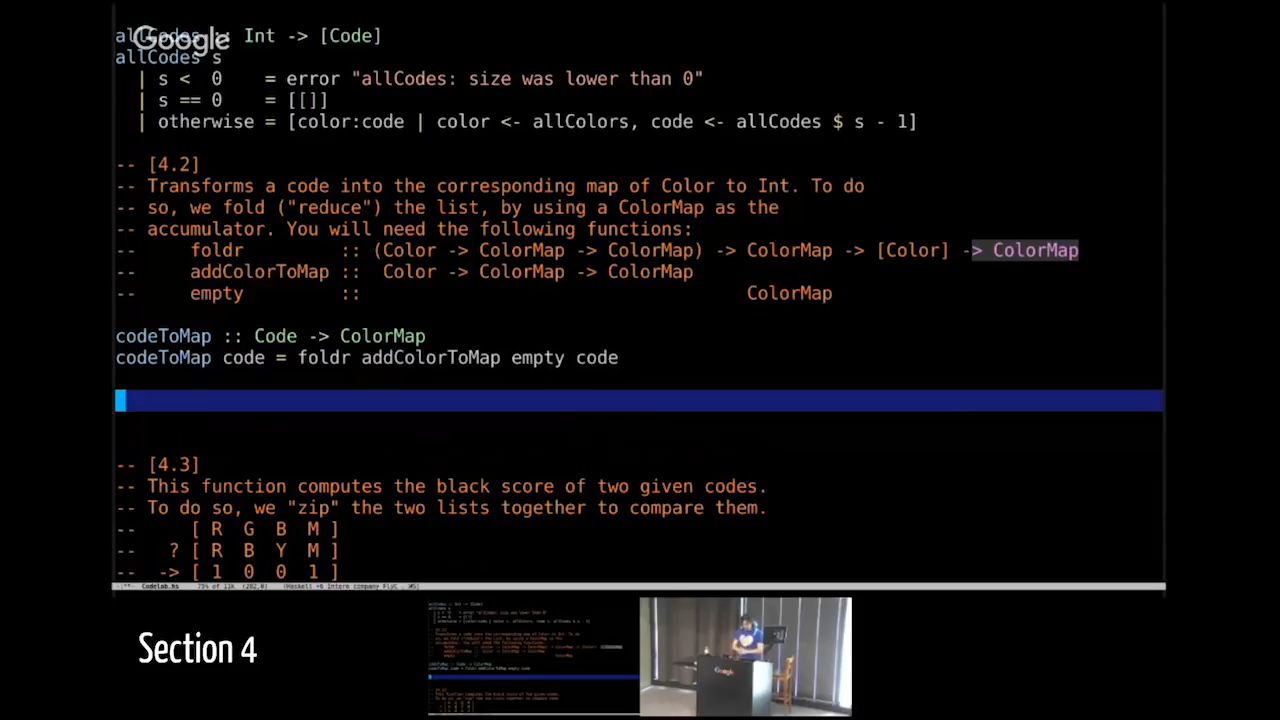 allCodes :: Int -> [Code]
Google
allCodes s
| s <  0    = error "allCodes: size was lower than 0"
| s == 0    = [[]]
| otherwise = [color:code | color <- allColors, code <- allCodes $ s - 1]
-- [4.2]
-- Transforms a code into the corresponding map of Color to Int. To do
-- so, we fold ("reduce") the list, by using a ColorMap as the
-- accumulator. You will need the following functions:
--     foldr         :: (Color -> ColorMap -> ColorMap) -> ColorMap -> [Color] -> ColorMap
--     addColorToMap ::  Color -> ColorMap -> ColorMap
--     empty         ::                                    ColorMap
codeToMap :: Code -> ColorMap
codeToMap code = foldr addColorToMap empty code
-- [4.3]
-- This function computes the black score of two given codes.
-- To do so, we "zip" the two lists together to compare them.
--     [ R  G  B  M ]
--   ? [ R  B  Y  M ]
--  -> [ 1  0  0  1 ]
Codelab.hs
Section 4
Google